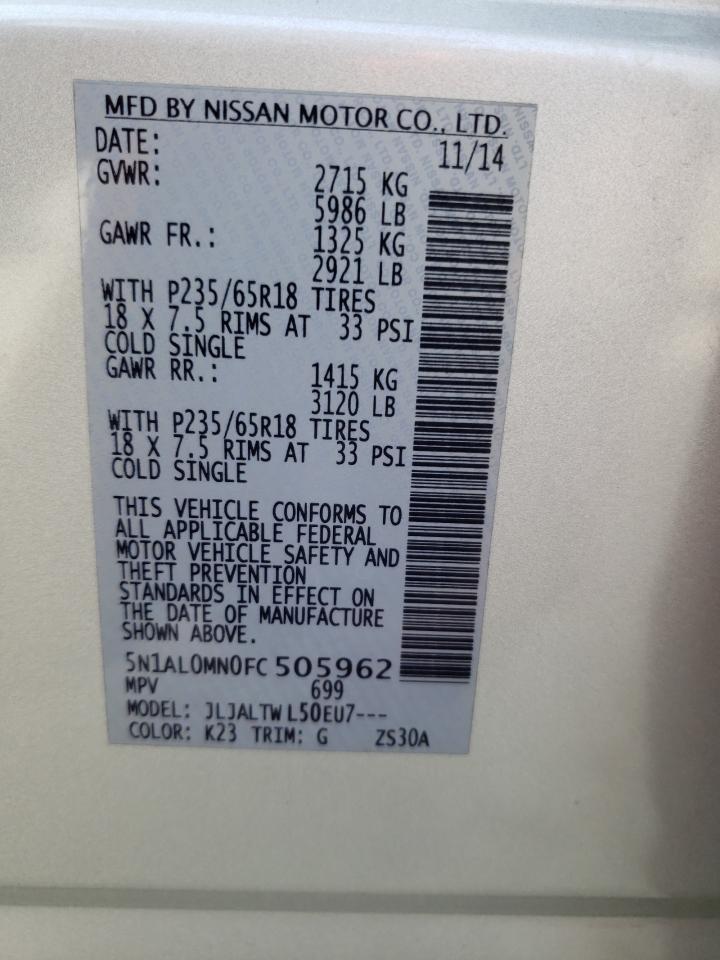 MFD BY NISSAN MOTOR CO., LTD.
DATE: 11/14
GVWR: 2715 KG
5986 LB
GAWR FR.: 1325 KG
2921 LB
WITH P235/65R18 TIRES
18 X 7.5 RIMS AT 33 PSI
COLD SINGLE
GAWR RR.: 1415 KG
3120 LB
WITH P235/65R18 TIRES
18 X 7.5 RIMS AT 33 PSI
COLD SINGLE
THIS VEHICLE CONFORMS TO
ALL APPLICABLE FEDERAL
MOTOR VEHICLE SAFETY AND
THEFT PREVENTION
STANDARDS IN EFFECT ON
THE DATE OF MANUFACTURE
SHOWN ABOVE.
5N1AL0MN0FC505962
MPV 699
MODEL: JLJALTWL50EU7---
COLOR: K23 TRIM: G ZS30A